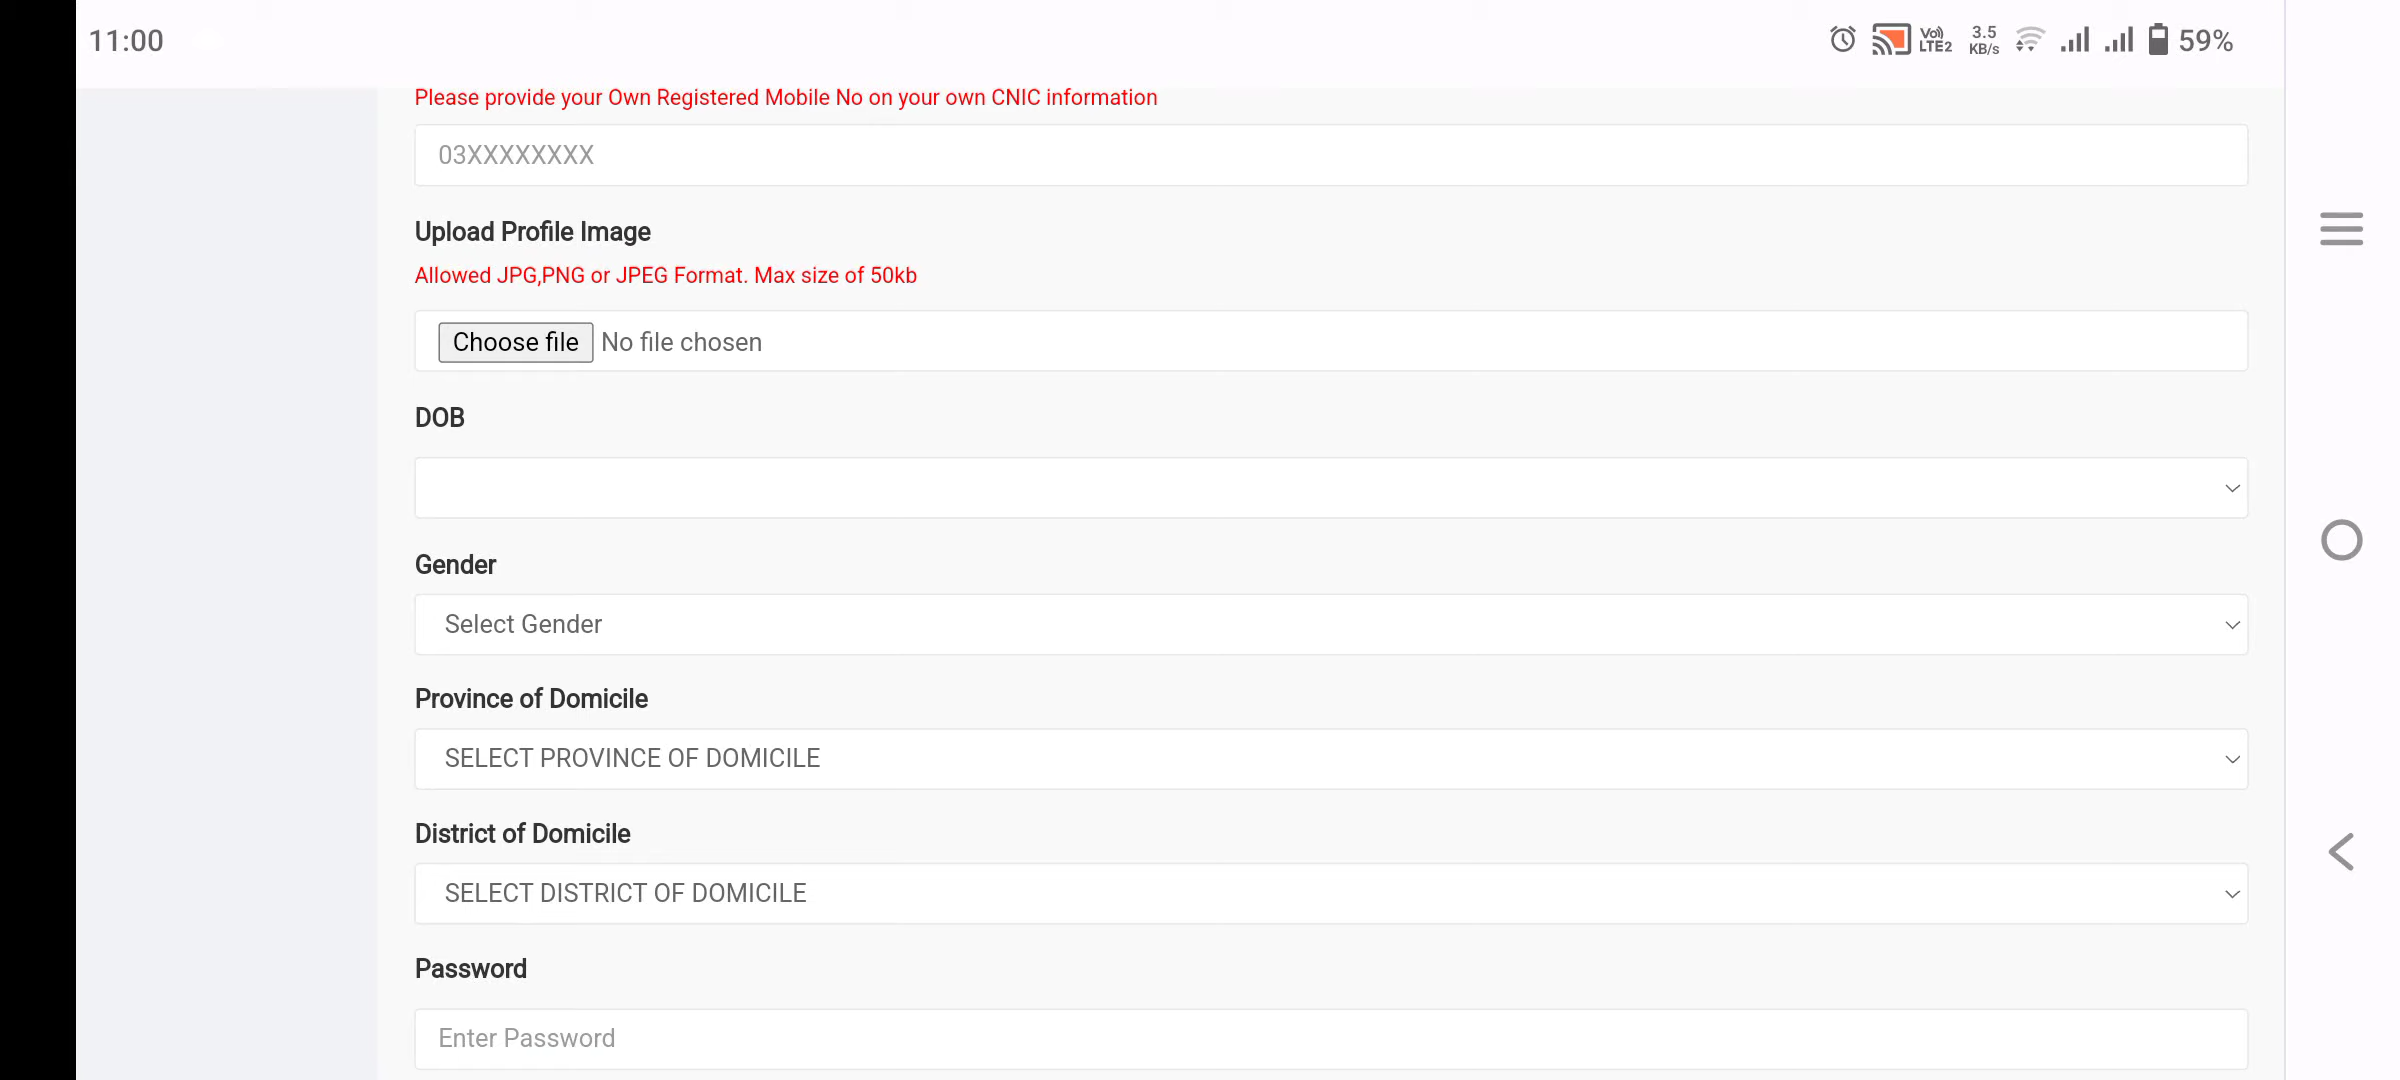 11:00
Vo)
LTE2
3.5
KB/s
59%
Please provide your Own Registered Mobile No on your own CNIC information
03XXXXXXXX
Upload Profile Image
Allowed JPG,PNG or JPEG Format. Max size of 50kb
Choose file No file chosen
DOB
Gender
Select Gender
Province of Domicile
SELECT PROVINCE OF DOMICILE
District of Domicile
SELECT DISTRICT OF DOMICILE
Password
Enter Password